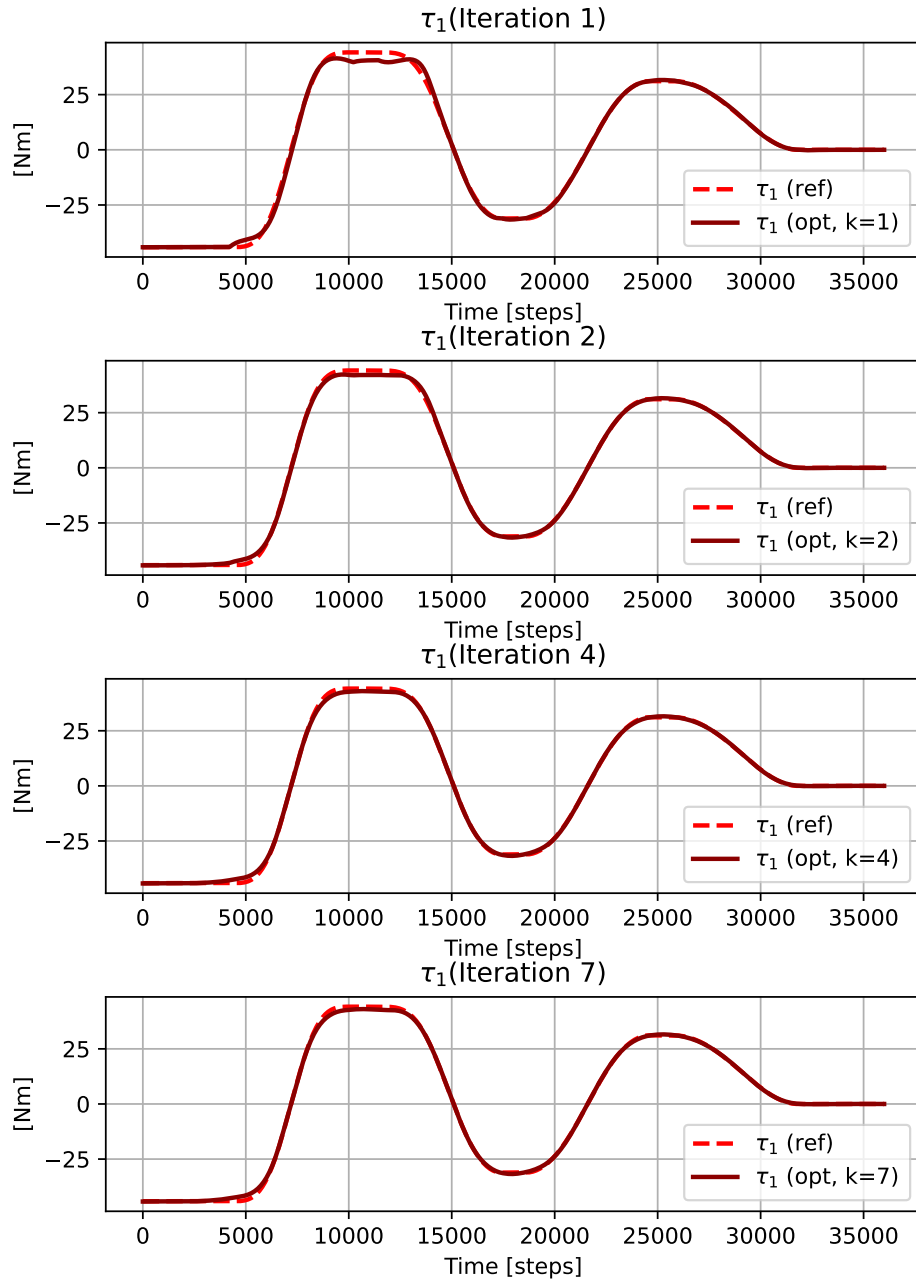 τ₁(Iteration 1)
[Nm]
25
0
−25
τ₁ (ref)
τ₁ (opt, k=1)
0 5000 10000 15000 20000 25000 30000 35000
Time [steps]
τ₁(Iteration 2)
[Nm]
25
0
−25
τ₁ (ref)
τ₁ (opt, k=2)
0 5000 10000 15000 20000 25000 30000 35000
Time [steps]
τ₁(Iteration 4)
[Nm]
25
0
−25
τ₁ (ref)
τ₁ (opt, k=4)
0 5000 10000 15000 20000 25000 30000 35000
Time [steps]
τ₁(Iteration 7)
[Nm]
25
0
−25
τ₁ (ref)
τ₁ (opt, k=7)
0 5000 10000 15000 20000 25000 30000 35000
Time [steps]